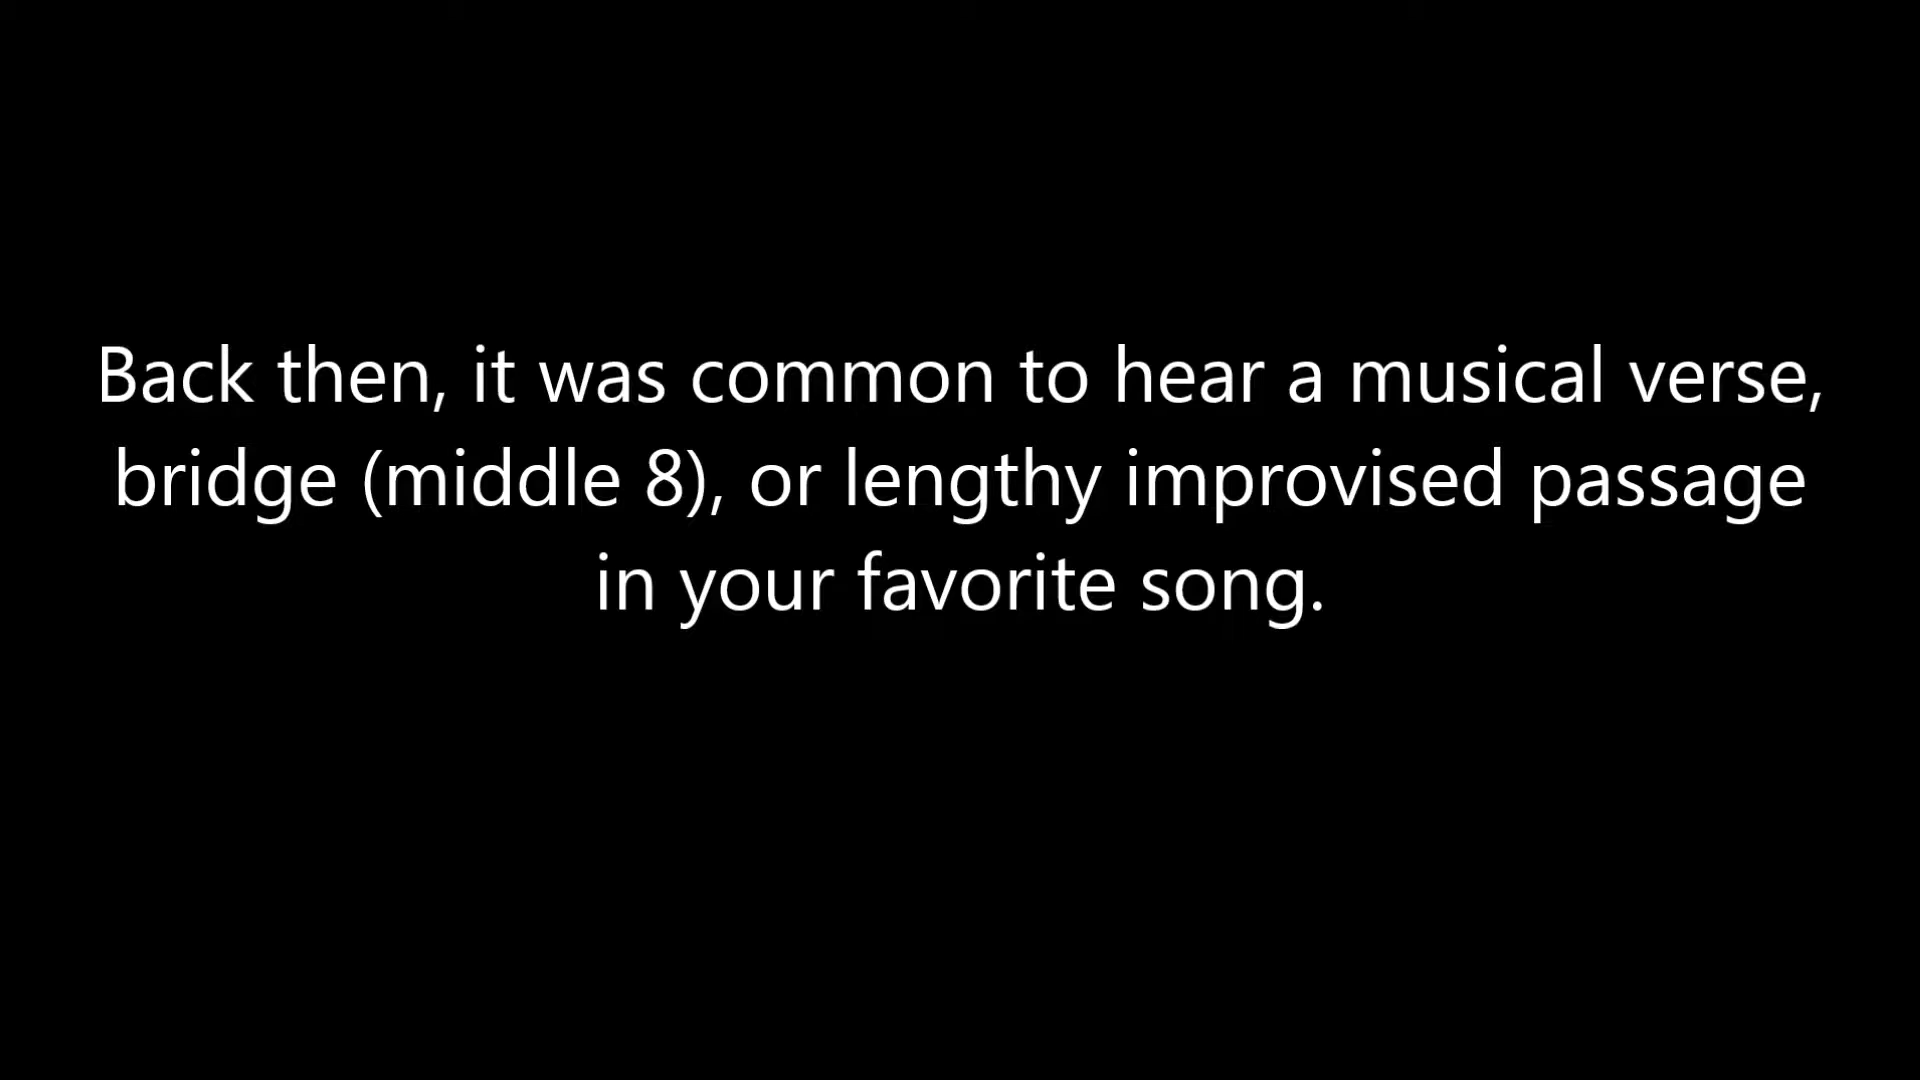 Back then, it was common to hear a musical verse,
bridge (middle 8), or lengthy improvised passage
in your favorite song.